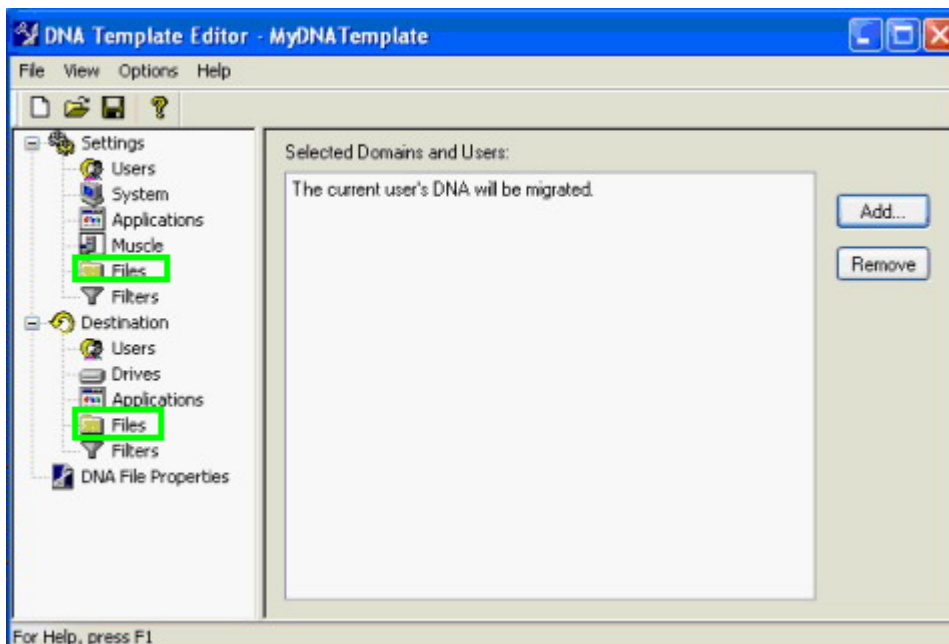 DNA Template Editor - MyDNATemplate
File View Options Help
Settings
Users
System
Applications
Muscle
Files
Filters
Destination
Users
Drives
Applications
Files
Filters
DNA File Properties
Selected Domains and Users:
The current user's DNA will be migrated.
Add...
Remove
For Help, press F1